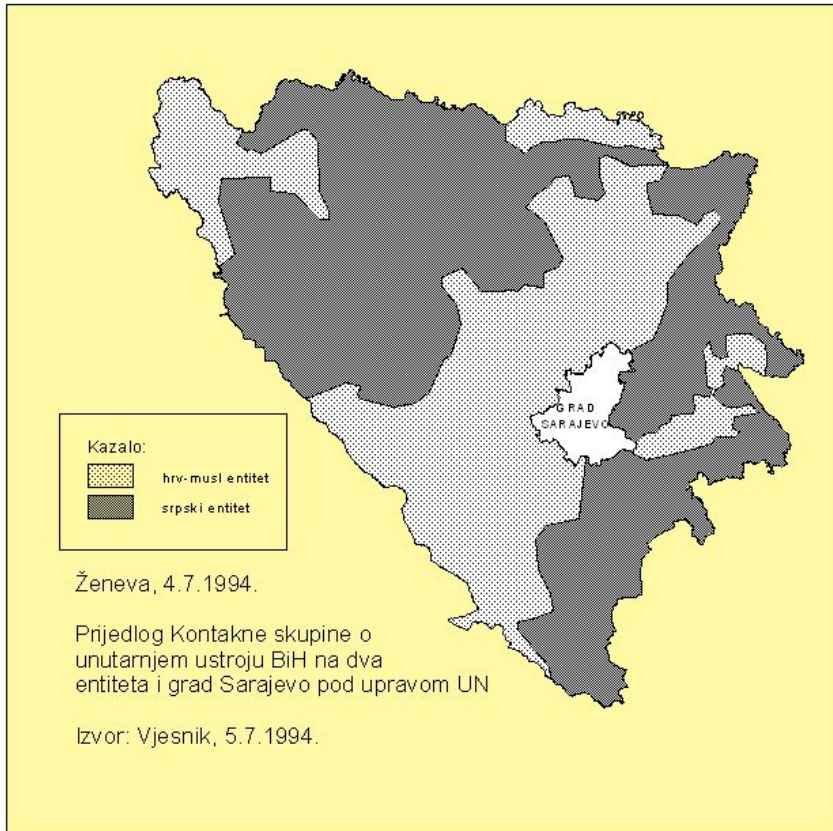 GRAD
SARAJEVO
Kazalo:
hrv-musl entitet
srpski entitet
Ženeva, 4.7.1994.
Prijedlog Kontakne skupine o
unutarnjem ustroju BiH na dva
entiteta i grad Sarajevo pod upravom UN
Izvor: Vjesnik, 5.7.1994.